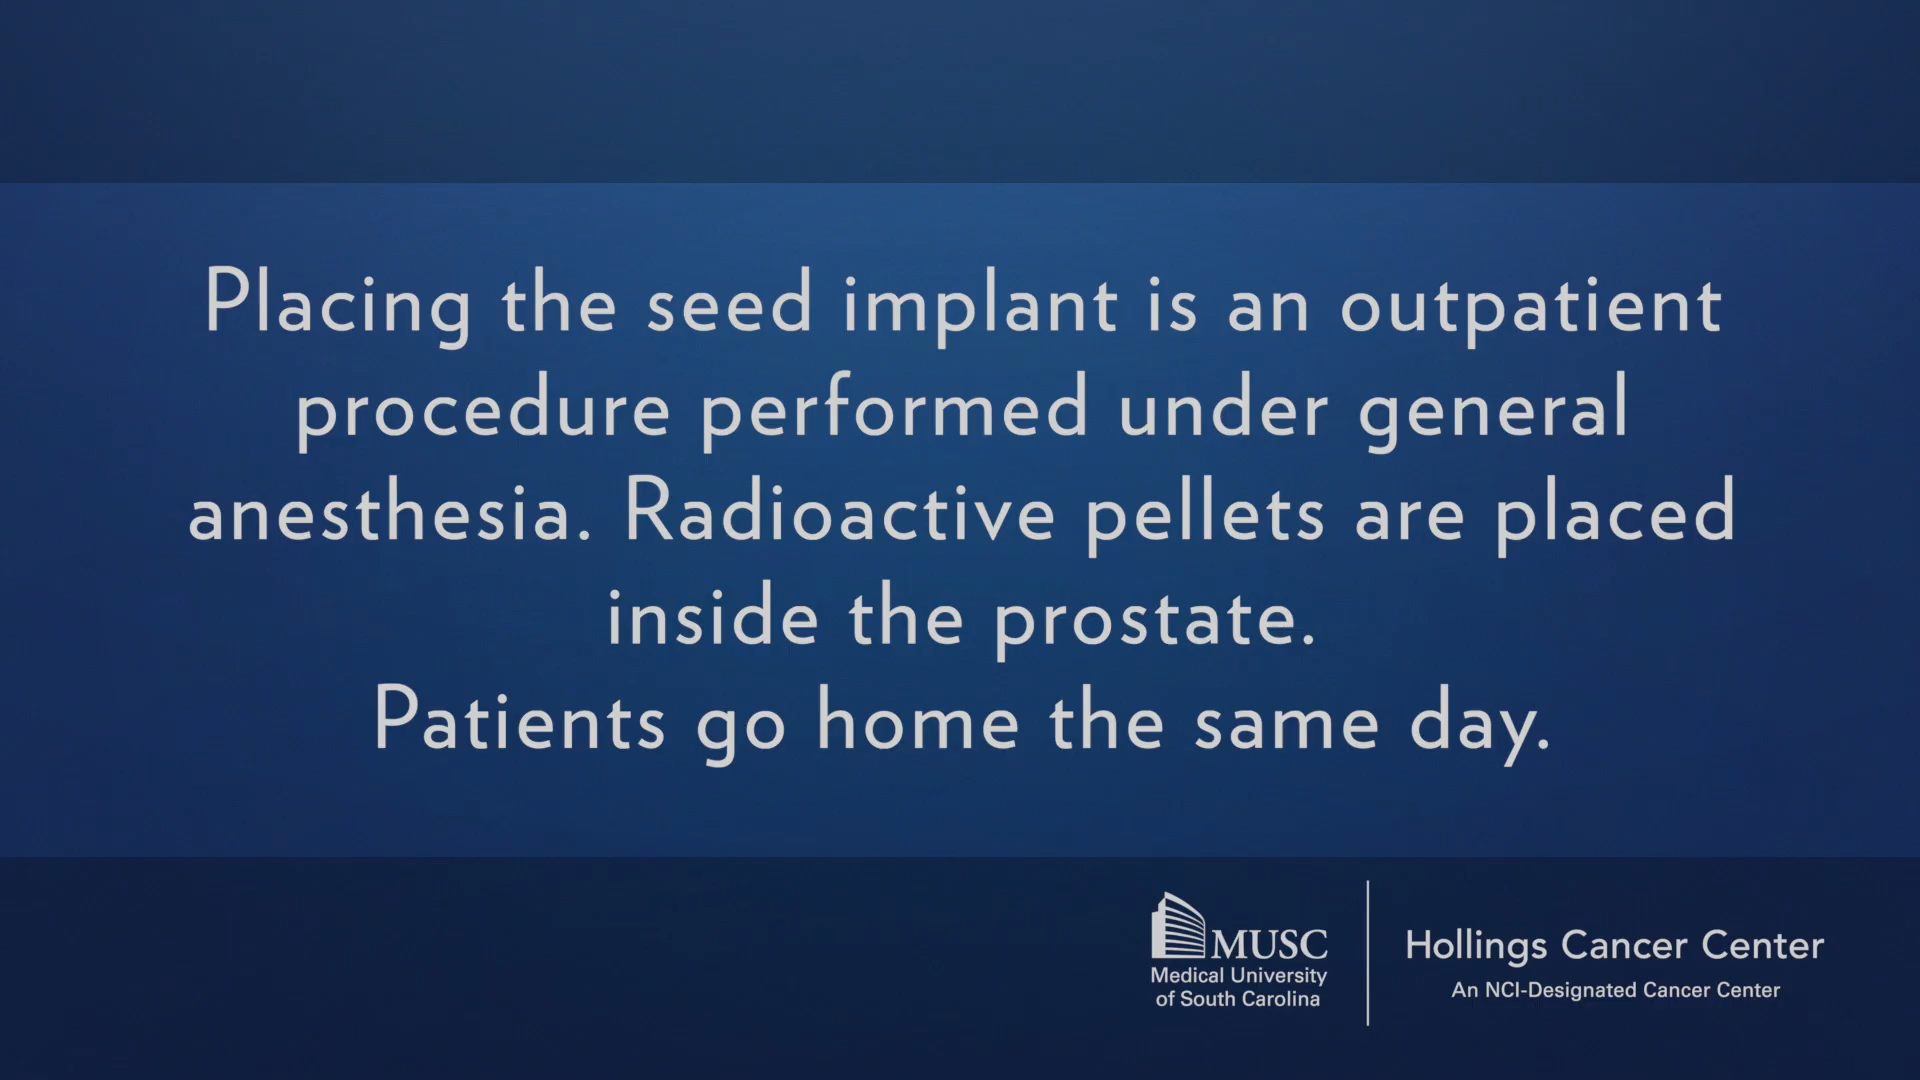 Placing the seed implant is an outpatient
procedure performed under general
anesthesia. Radioactive pellets are placed
inside the prostate.
Patients go home the same day.
MUSC
Medical University
of South Carolina
Hollings Cancer Center
An NCI-Designated Cancer Center